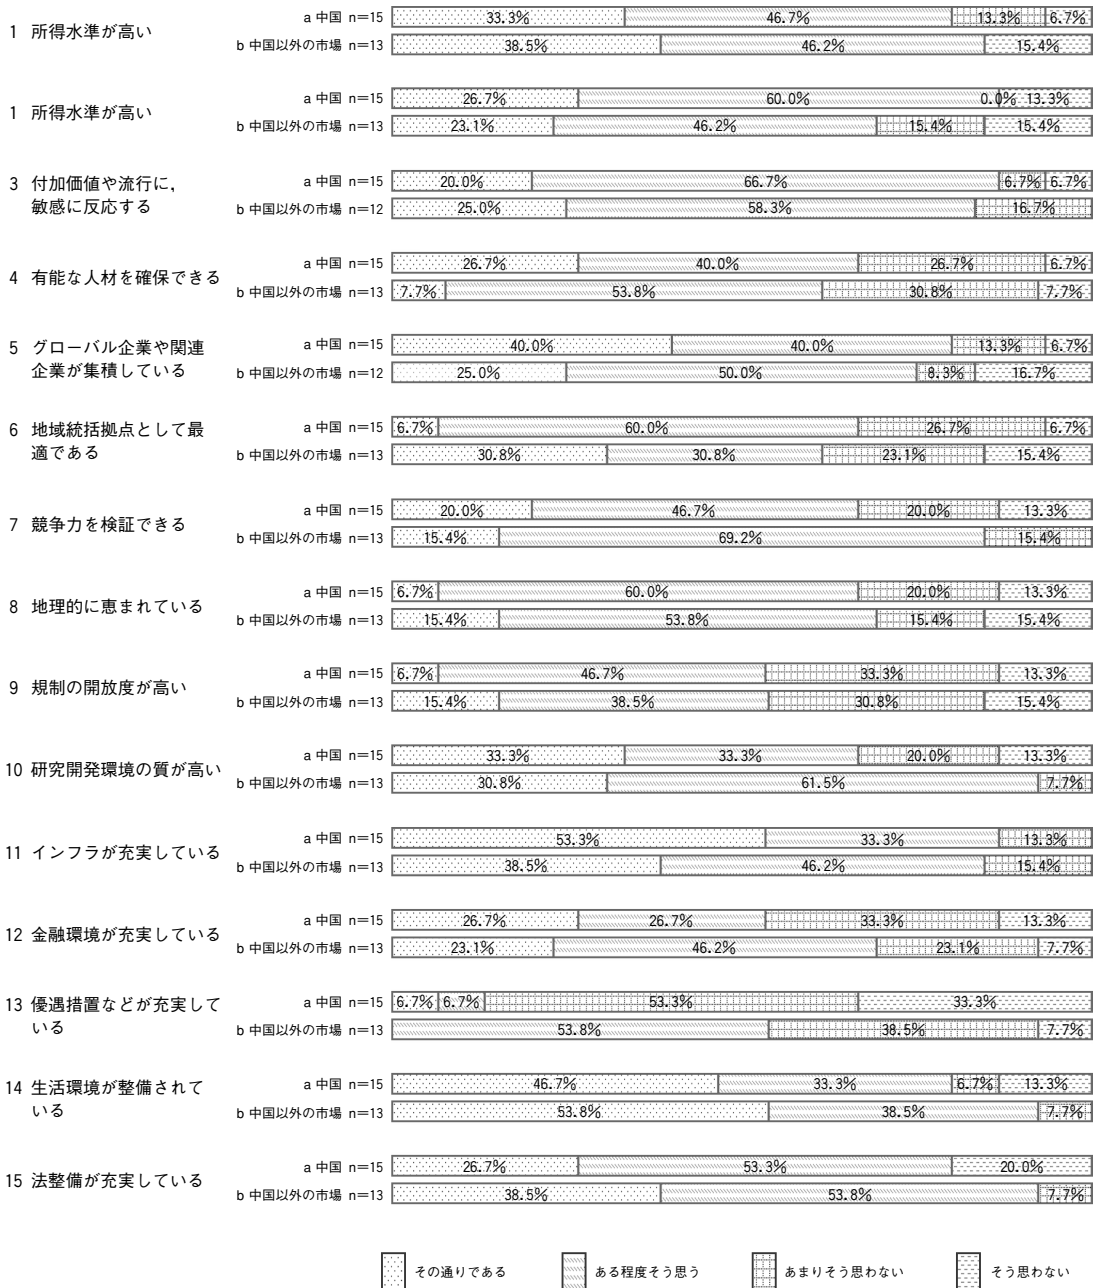 a 中国 n=15 33.3% 46.7% 13.3% 6.7%
1 所得水準が高い
b 中国以外の市場 n=13 38.5% 46.2% 15.4%
a 中国 n=15 26.7% 60.0% 0.0% 13.3%
1 所得水準が高い
b 中国以外の市場 n=13 23.1% 46.2% 15.4% 15.4%
3 付加価値や流行に,
敏感に反応する
a 中国 n=15 20.0% 66.7% 6.7% 6.7%
b 中国以外の市場 n=12 25.0% 58.3% 16.7%
a 中国 n=15 26.7% 40.0% 26.7% 6.7%
4 有能な人材を確保できる
b 中国以外の市場 n=13 7.7% 53.8% 30.8% 7.7%
5 グローバル企業や関連
企業が集積している
a 中国 n=15 40.0% 40.0% 13.3% 6.7%
b 中国以外の市場 n=12 25.0% 50.0% 8.3% 16.7%
6 地域統括拠点として最
適である
a 中国 n=15 6.7% 60.0% 26.7% 6.7%
b 中国以外の市場 n=13 30.8% 30.8% 23.1% 15.4%
a 中国 n=15 20.0% 46.7% 20.0% 13.3%
7 競争力を検証できる
b 中国以外の市場 n=13 15.4% 69.2% 15.4%
a 中国 n=15 6.7% 60.0% 20.0% 13.3%
8 地理的に恵まれている
b 中国以外の市場 n=13 15.4% 53.8% 15.4% 15.4%
a 中国 n=15 6.7% 46.7% 33.3% 13.3%
9 規制の開放度が高い
b 中国以外の市場 n=13 15.4% 38.5% 30.8% 15.4%
a 中国 n=15 33.3% 33.3% 20.0% 13.3%
10 研究開発環境の質が高い
b 中国以外の市場 n=13 30.8% 61.5% 7.7%
a 中国 n=15 53.3% 33.3% 13.3%
11 インフラが充実している
b 中国以外の市場 n=13 38.5% 46.2% 15.4%
a 中国 n=15 26.7% 26.7% 33.3% 13.3%
12 金融環境が充実している
b 中国以外の市場 n=13 23.1% 46.2% 23.1% 7.7%
13 優遇措置などが充実して
いる
a 中国 n=15 6.7% 6.7% 53.3% 33.3%
b 中国以外の市場 n=13 53.8% 38.5% 7.7%
14 生活環境が整備されて
いる
a 中国 n=15 46.7% 33.3% 6.7% 13.3%
b 中国以外の市場 n=13 53.8% 38.5% 7.7%
a 中国 n=15 26.7% 53.3% 20.0%
15 法整備が充実している
b 中国以外の市場 n=13 38.5% 53.8% 7.7%
その通りである ある程度そう思う あまりそう思わない そう思わない